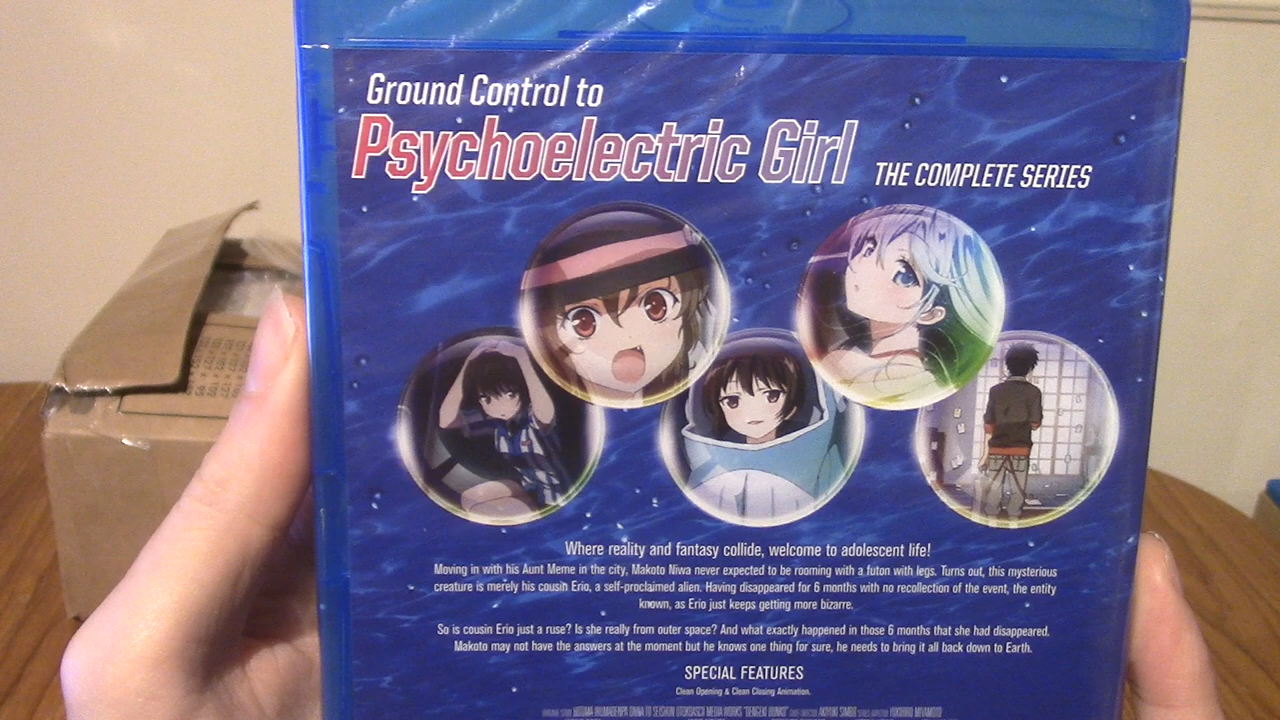 Ground Control to
Psychoelectric Girl
THE COMPLETE SERIES
Where reality and fantasy collide, welcome to adolescent life!
Moving in with his Aunt Meme in the city, Makoto Niwa never expected to be rooming with a futon with legs. Turns out, this mysterious
creature is merely his cousin Erio, a self-proclaimed alien. Having disappeared for 6 months with no recollection of the event, the entity
known, as Erio just keeps getting more bizarre.
So is cousin Erio just a ruse? Is she really from outer space? And what exactly happened in those 6 months that she had disappeared.
Makoto may not have the answers at the moment but he knows one thing for sure, he needs to bring it all back down to Earth.
SPECIAL FEATURES
Clean Opening & Clean Closing Animation.